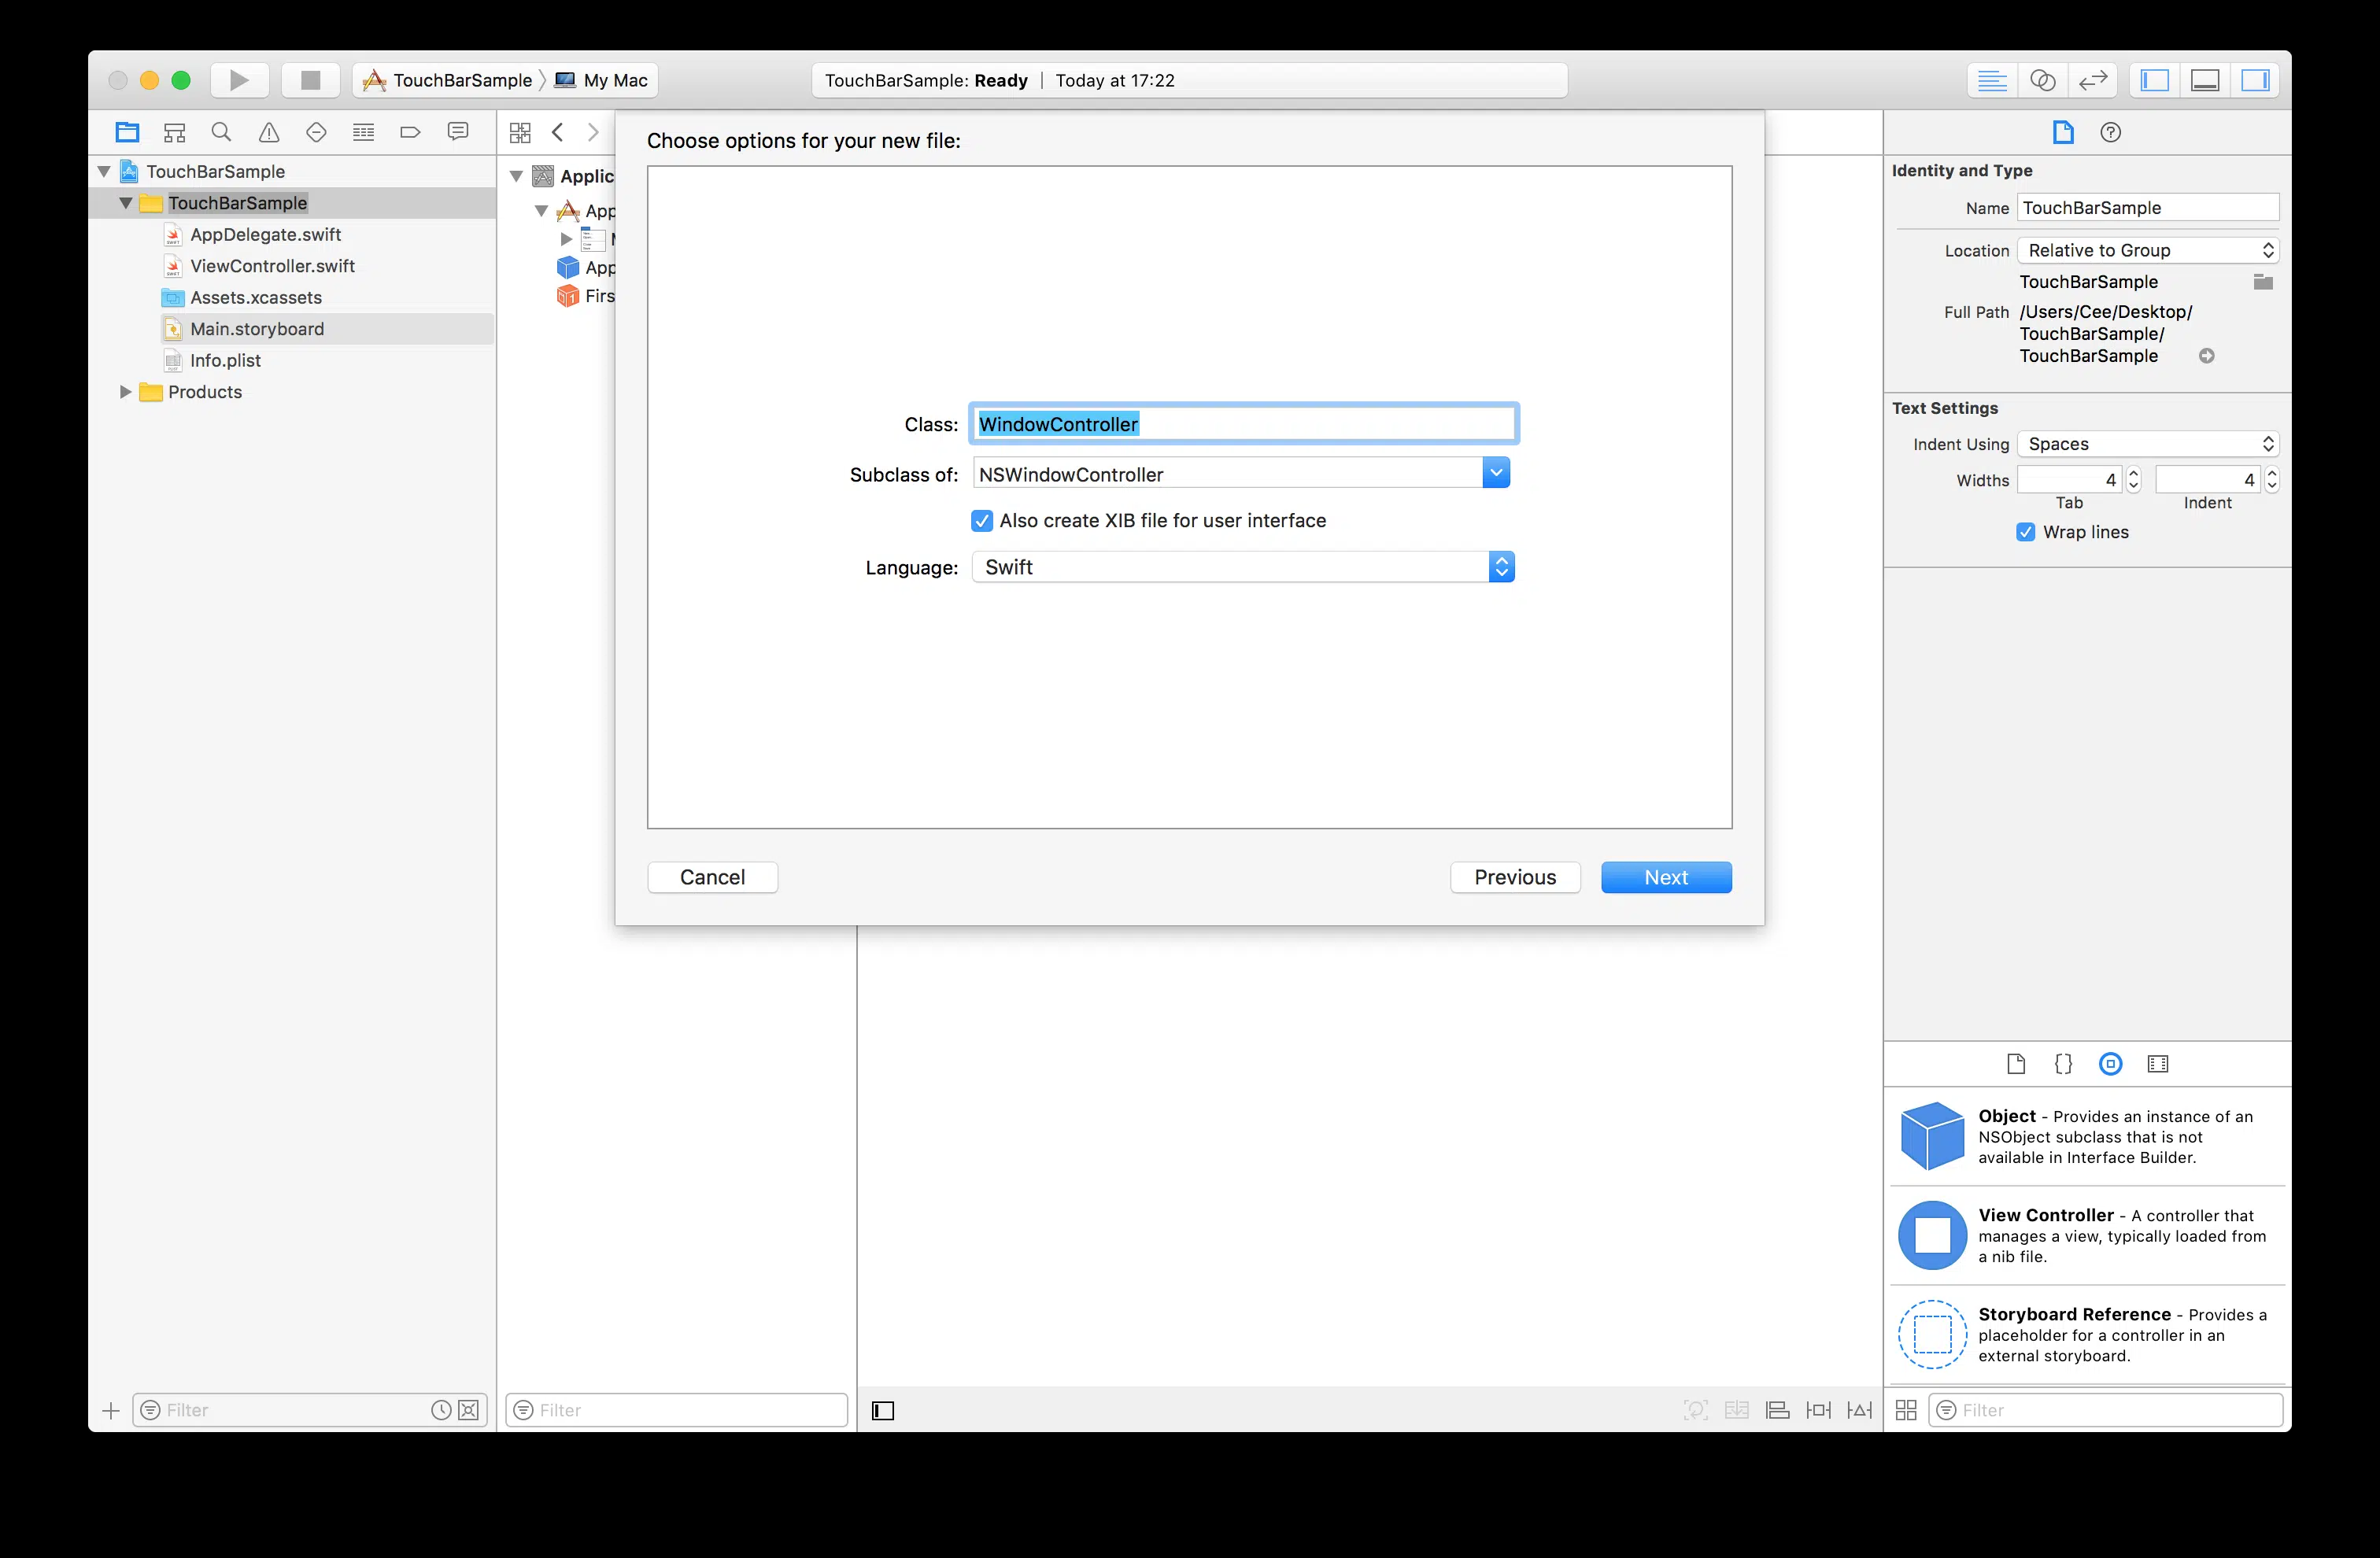 TouchBarSample
My Mac
TouchBarSample: Ready | Today at 17:22
TouchBarSample
TouchBarSample
AppDelegate.swift
ViewController.swift
Assets.xcassets
Main.storyboard
Info.plist
Products
Applic
App
App
Firs
Choose options for your new file:
Class: WindowController
Subclass of: NSWindowController
Also create XIB file for user interface
Language: Swift
Cancel
Previous
Next
Identity and Type
Name TouchBarSample
Location Relative to Group
TouchBarSample
Full Path /Users/Cee/Desktop/
TouchBarSample/
TouchBarSample
Text Settings
Indent Using Spaces
Widths 4 4
Tab Indent
Wrap lines
Object - Provides an instance of an
NSObject subclass that is not
available in Interface Builder.
View Controller - A controller that
manages a view, typically loaded from
a nib file.
Storyboard Reference - Provides a
placeholder for a controller in an
external storyboard.
Filter
Filter
Filter